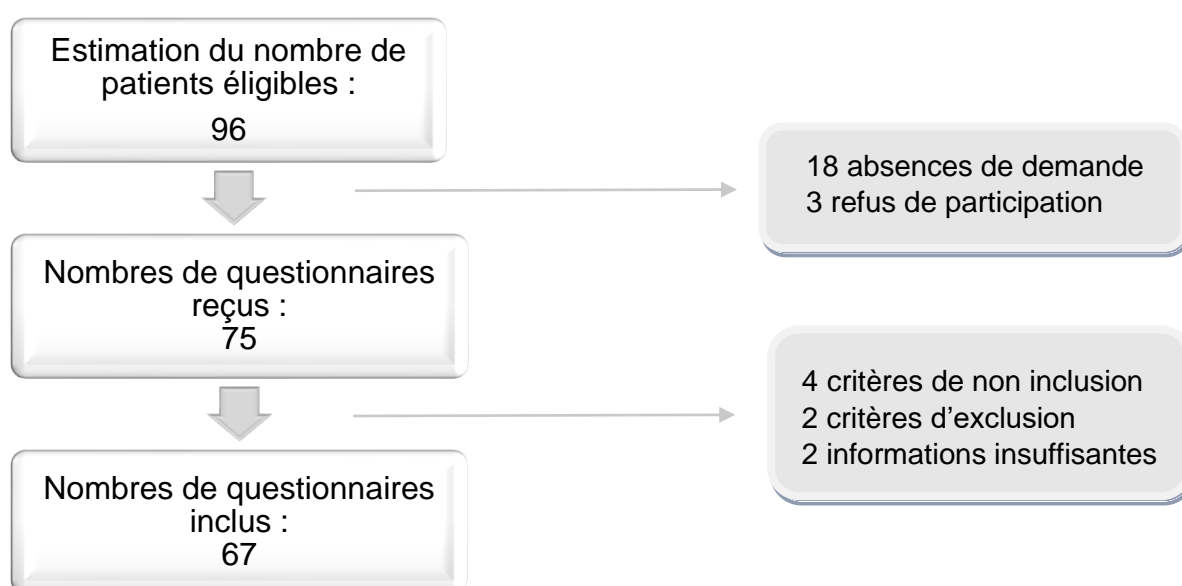 Estimation du nombre de
patients éligibles :
96
18 absences de demande
3 refus de participation
Nombres de questionnaires
reçus :
75
4 critères de non inclusion
2 critères d'exclusion
2 informations insuffisantes
Nombres de questionnaires
inclus :
67